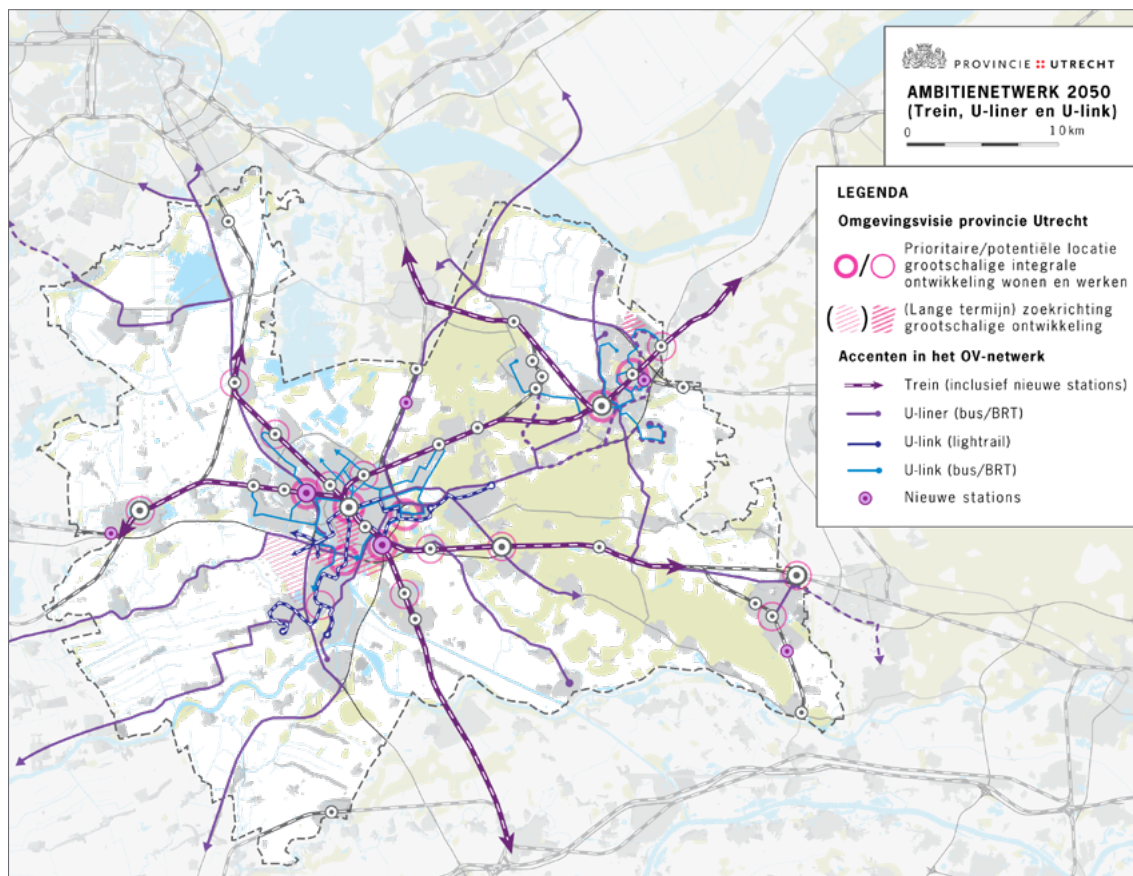 PROVINCIE UTRECHT
AMBITIENETWERK 2050
(Trein, U-liner en U-link)
0 10 km
LEGENDA
Omgevingsvisie provincie Utrecht
Prioritaire/potentiële locatie
grootschalige integrale
ontwikkeling wonen en werken
(Lange termijn) zoekrichting
grootschalige ontwikkeling
Accenten in het OV-netwerk
Trein (inclusief nieuwe stations)
U-liner (bus/BRT)
U-link (lightrail)
U-link (bus/BRT)
Nieuwe stations